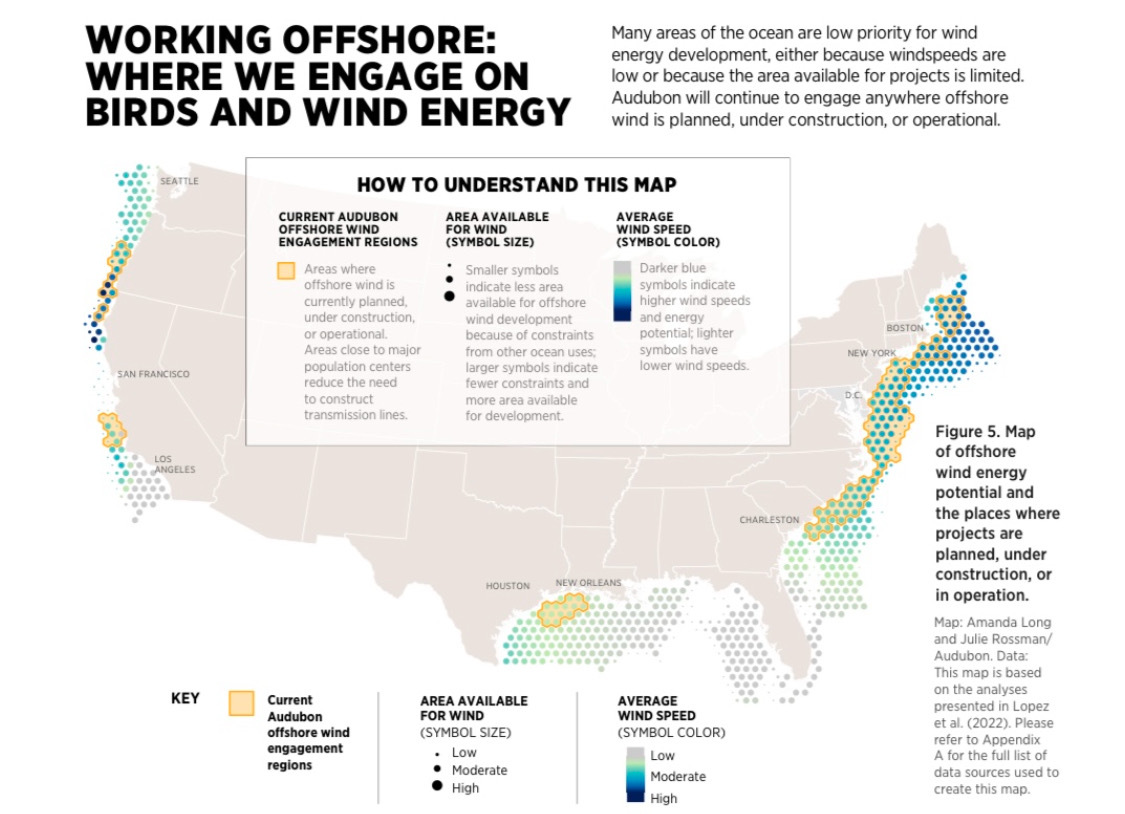 WORKING OFFSHORE:
WHERE WE ENGAGE ON
BIRDS AND WIND ENERGY
Many areas of the ocean are low priority for wind
energy development, either because windspeeds are
low or because the area available for projects is limited.
Audubon will continue to engage anywhere offshore
wind is planned, under construction, or operational.
HOW TO UNDERSTAND THIS MAP
CURRENT AUDUBON
OFFSHORE WIND
ENGAGEMENT REGIONS
Areas where
offshore wind is
currently planned,
under construction,
or operational.
Areas close to major
population centers
reduce the need
to construct
transmission lines.
AREA AVAILABLE
FOR WIND
(SYMBOL SIZE)
Smaller symbols
indicate less area
available for offshore
wind development
because of constraints
from other ocean uses;
larger symbols indicate
fewer constraints and
more area available
for development.
AVERAGE
WIND SPEED
(SYMBOL COLOR)
Darker blue
symbols indicate
higher wind speeds
and energy
potential; lighter
symbols have
lower wind speeds.
SEATTLE
SAN FRANCISCO
LOS
ANGELES
HOUSTON
NEW ORLEANS
CHARLESTON
D.C.
NEW YORK
BOSTON
Figure 5. Map
of offshore
wind energy
potential and
the places where
projects are
planned, under
construction, or
in operation.
Map: Amanda Long
and Julie Rossman/
Audubon. Data:
This map is based
on the analyses
presented in Lopez
et al. (2022). Please
refer to Appendix
A for the full list of
data sources used to
create this map.
KEY
Current
Audubon
offshore wind
engagement
regions
AREA AVAILABLE
FOR WIND
(SYMBOL SIZE)
Low
Moderate
High
AVERAGE
WIND SPEED
(SYMBOL COLOR)
Low
Moderate
High